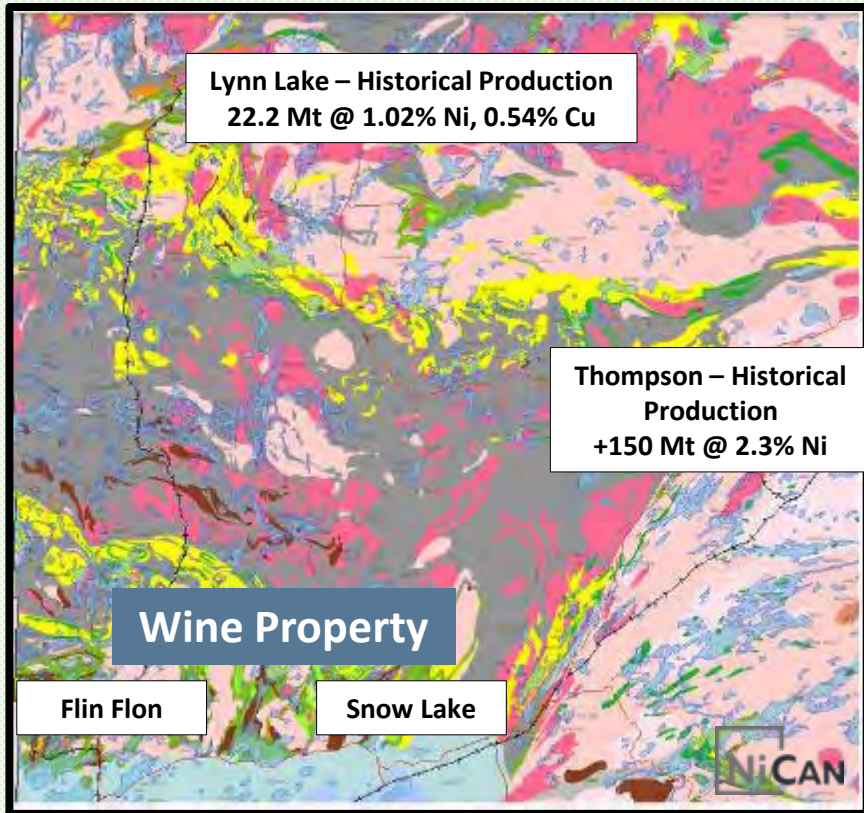 Lynn Lake – Historical Production
22.2 Mt @ 1.02% Ni, 0.54% Cu
Thompson – Historical
Production
+150 Mt @ 2.3% Ni
Wine Property
Flin Flon
Snow Lake
NiCAN